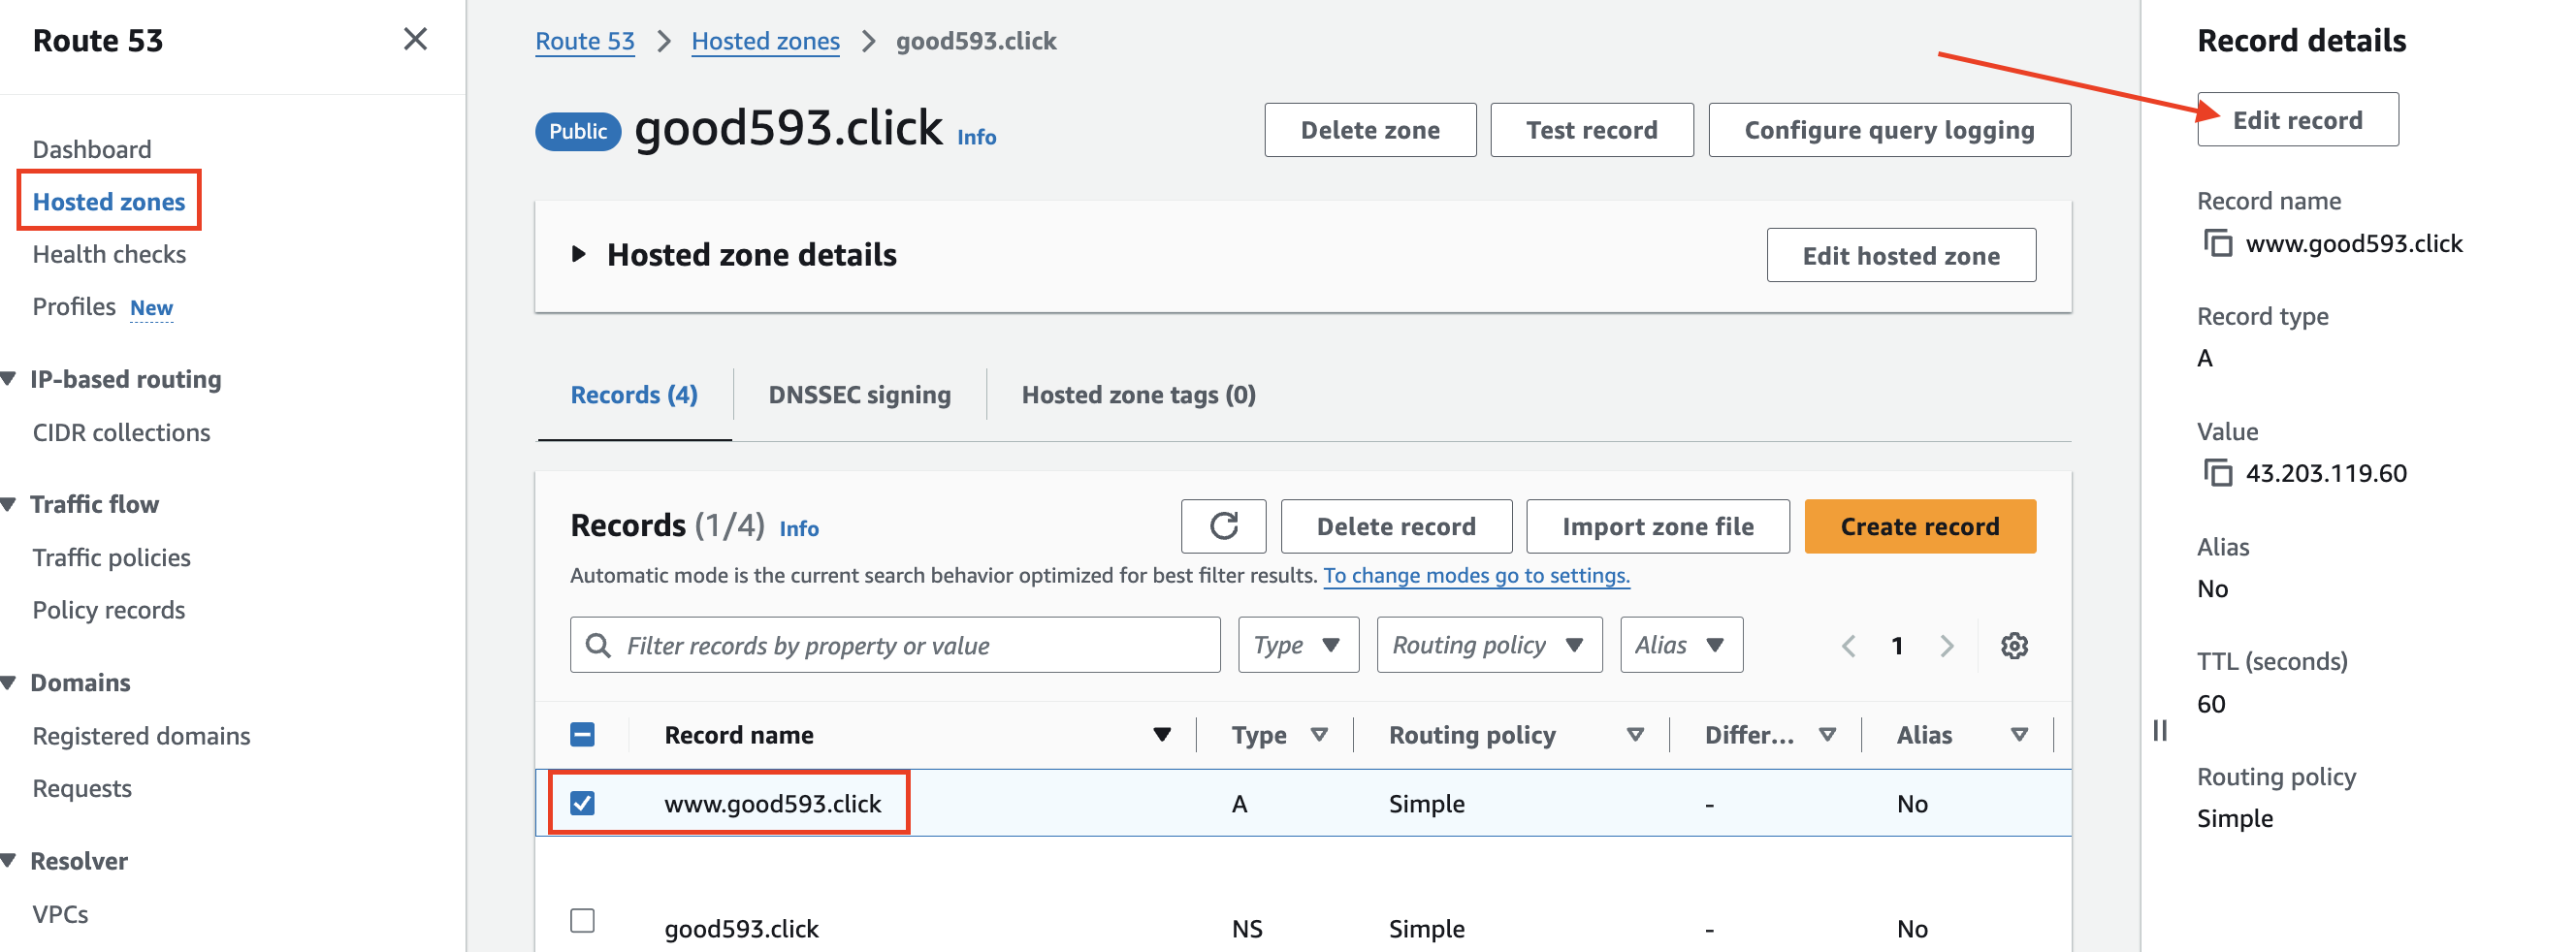 Route 53
Dashboard
Hosted zones
Health checks
Profiles New
IP-based routing
CIDR collections
Traffic flow
Traffic policies
Policy records
Domains
Registered domains
Requests
Resolver
VPCs
Route 53 > Hosted zones > good593.click
Public good593.click Info
Delete zone Test record Configure query logging
Hosted zone details Edit hosted zone
Records (4) DNSSEC signing Hosted zone tags (0)
Records (1/4) Info Delete record Import zone file Create record
Automatic mode is the current search behavior optimized for best filter results. To change modes go to settings.
Filter records by property or value Type Routing policy Alias 1
Record name Type Routing policy Differ... Alias
www.good593.click A Simple - No
good593.click NS Simple - No
Record details
Edit record
Record name
www.good593.click
Record type
A
Value
43.203.119.60
Alias
No
TTL (seconds)
60
Routing policy
Simple